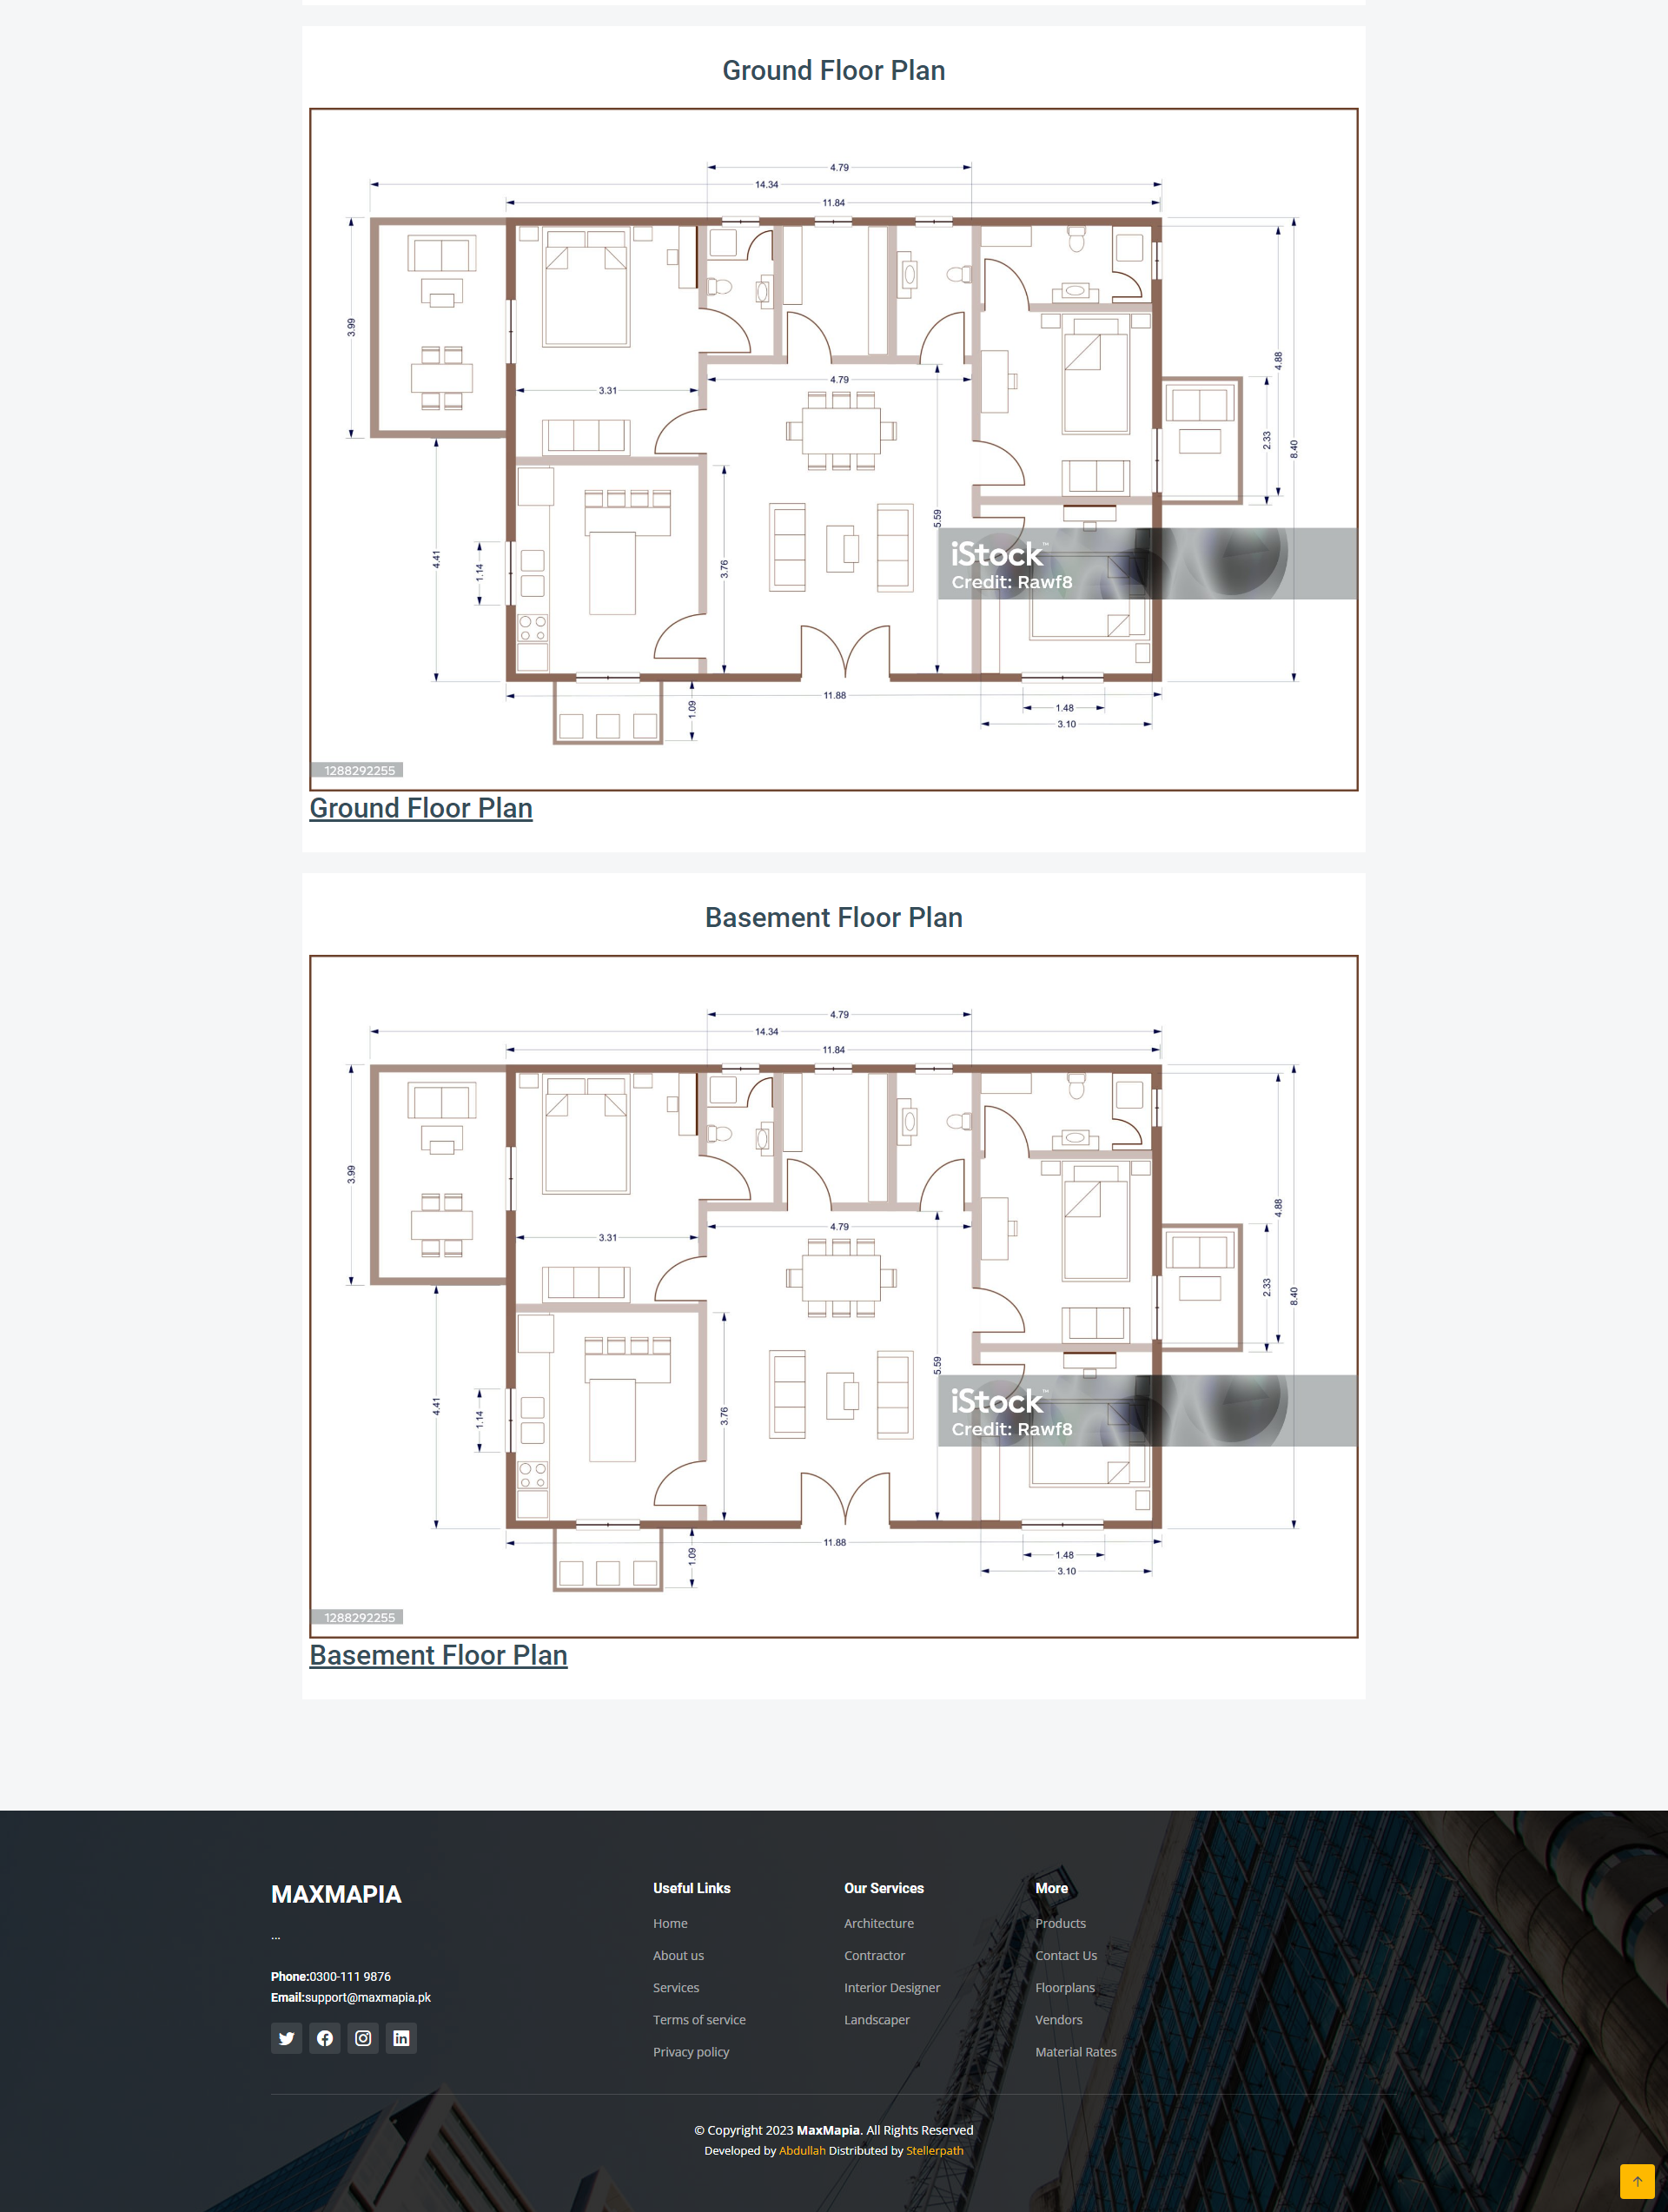 Ground Floor Plan
4.79
14.34
11.84
3.99
3.31
4.79
4.88
2.33
8.40
5.59
4.41
1.14
3.76
iStock™
Credit: Rawf8
11.88
1.09
1.48
3.10
1288292255
Ground Floor Plan
Basement Floor Plan
4.79
14.34
11.84
3.99
3.31
4.79
4.88
2.33
8.40
5.59
4.41
1.14
3.76
iStock™
Credit: Rawf8
11.88
1.09
1.48
3.10
1288292255
Basement Floor Plan
MAXMAPIA
...
Phone:0300-111 9876
Email:support@maxmapia.pk
Useful Links
Home
About us
Services
Terms of service
Privacy policy
Our Services
Architecture
Contractor
Interior Designer
Landscaper
More
Products
Contact Us
Floorplans
Vendors
Material Rates
© Copyright 2023 MaxMapia. All Rights Reserved
Developed by Abdullah Distributed by Stellerpath